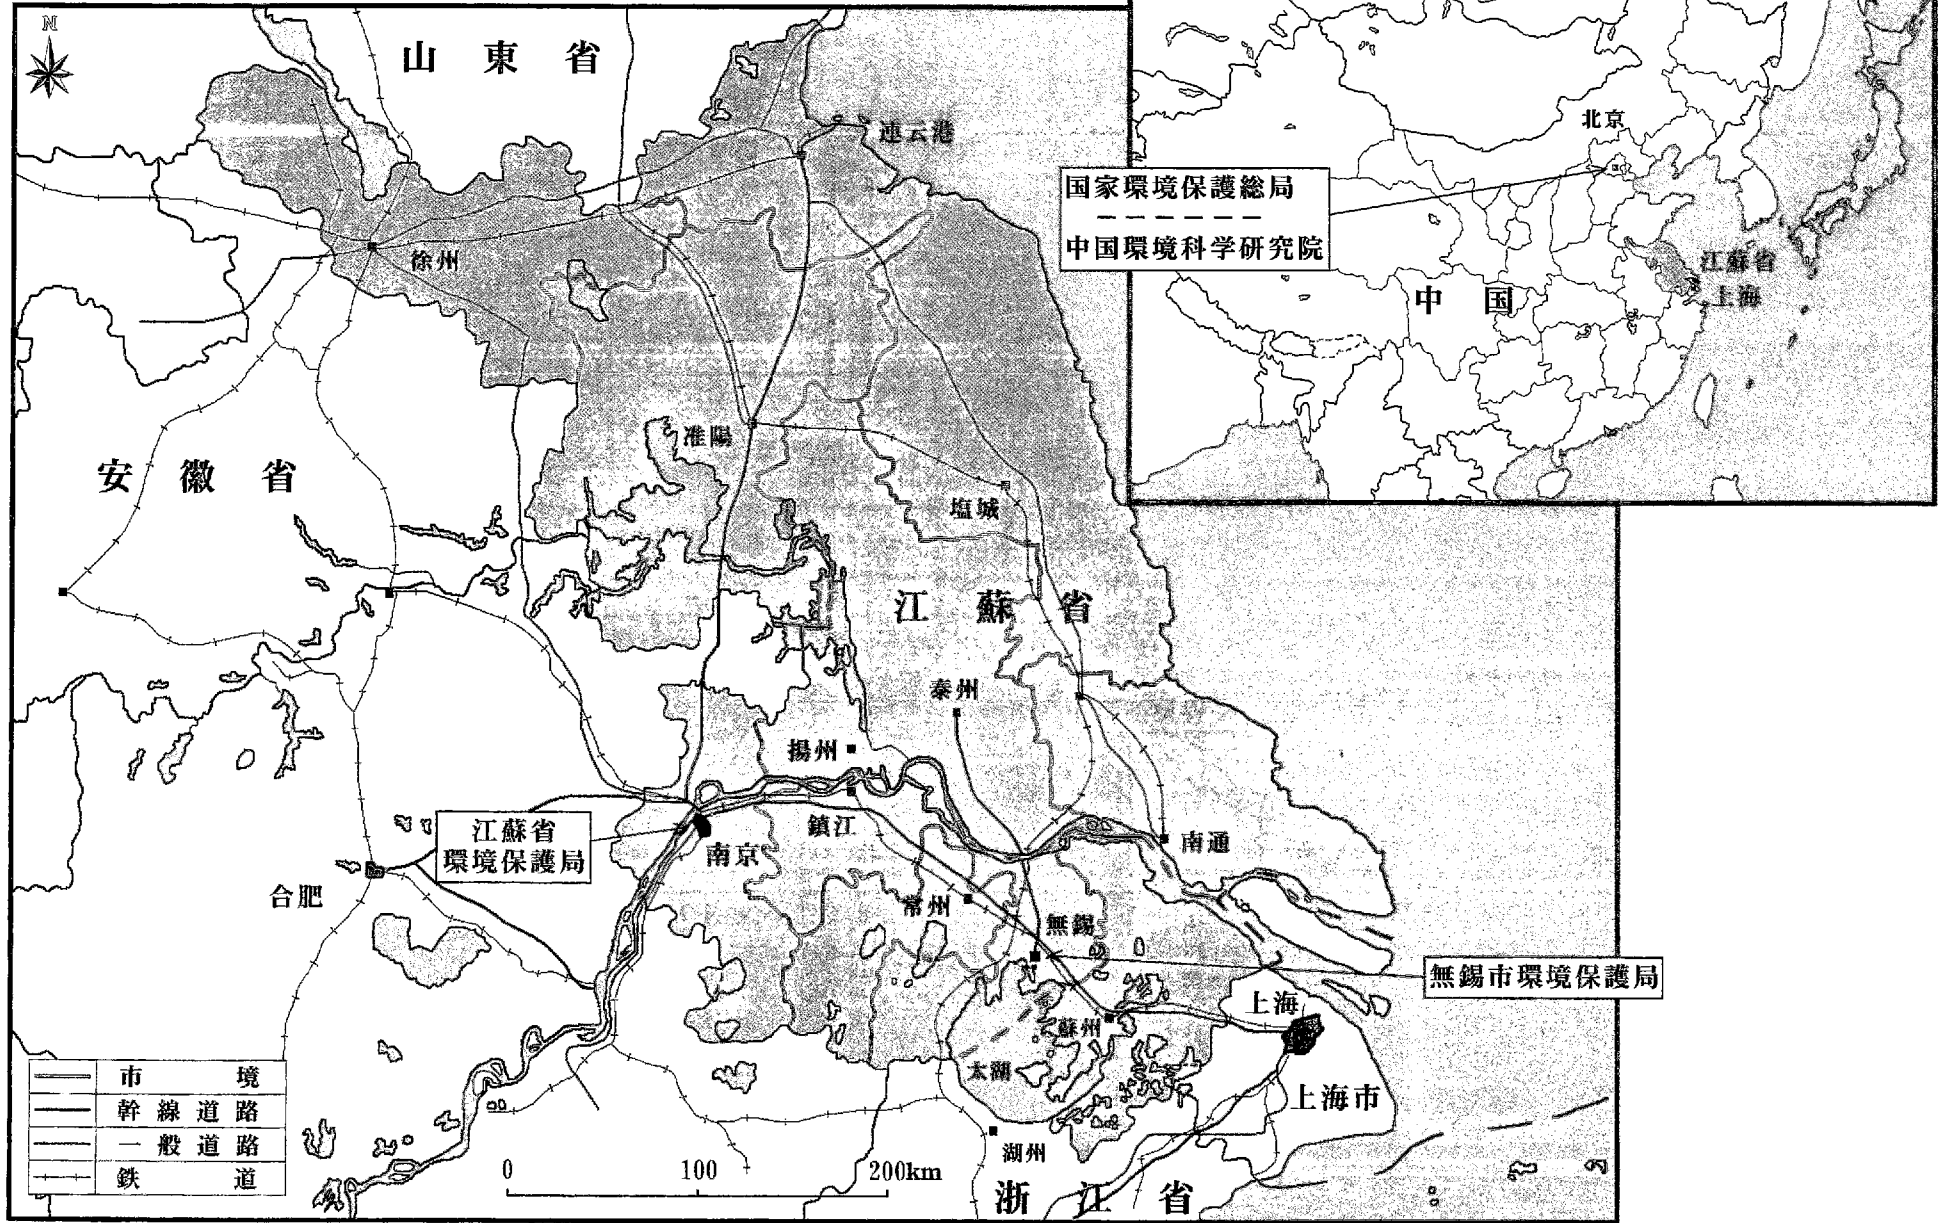 N
山東省
連云港
徐州
北京
国家環境保護総局
中国環境科学研究院
江蘇省
上海
中国
准陽
安徽省
塩城
江蘇省
泰州
揚州
鎮江
江蘇省
環境保護局
南京
南通
合肥
常州
無錫
無錫市環境保護局
上海
蘇州
太湖
上海市
湖州
浙江省
市境
幹線道路
一般道路
鉄道
0 100 200km